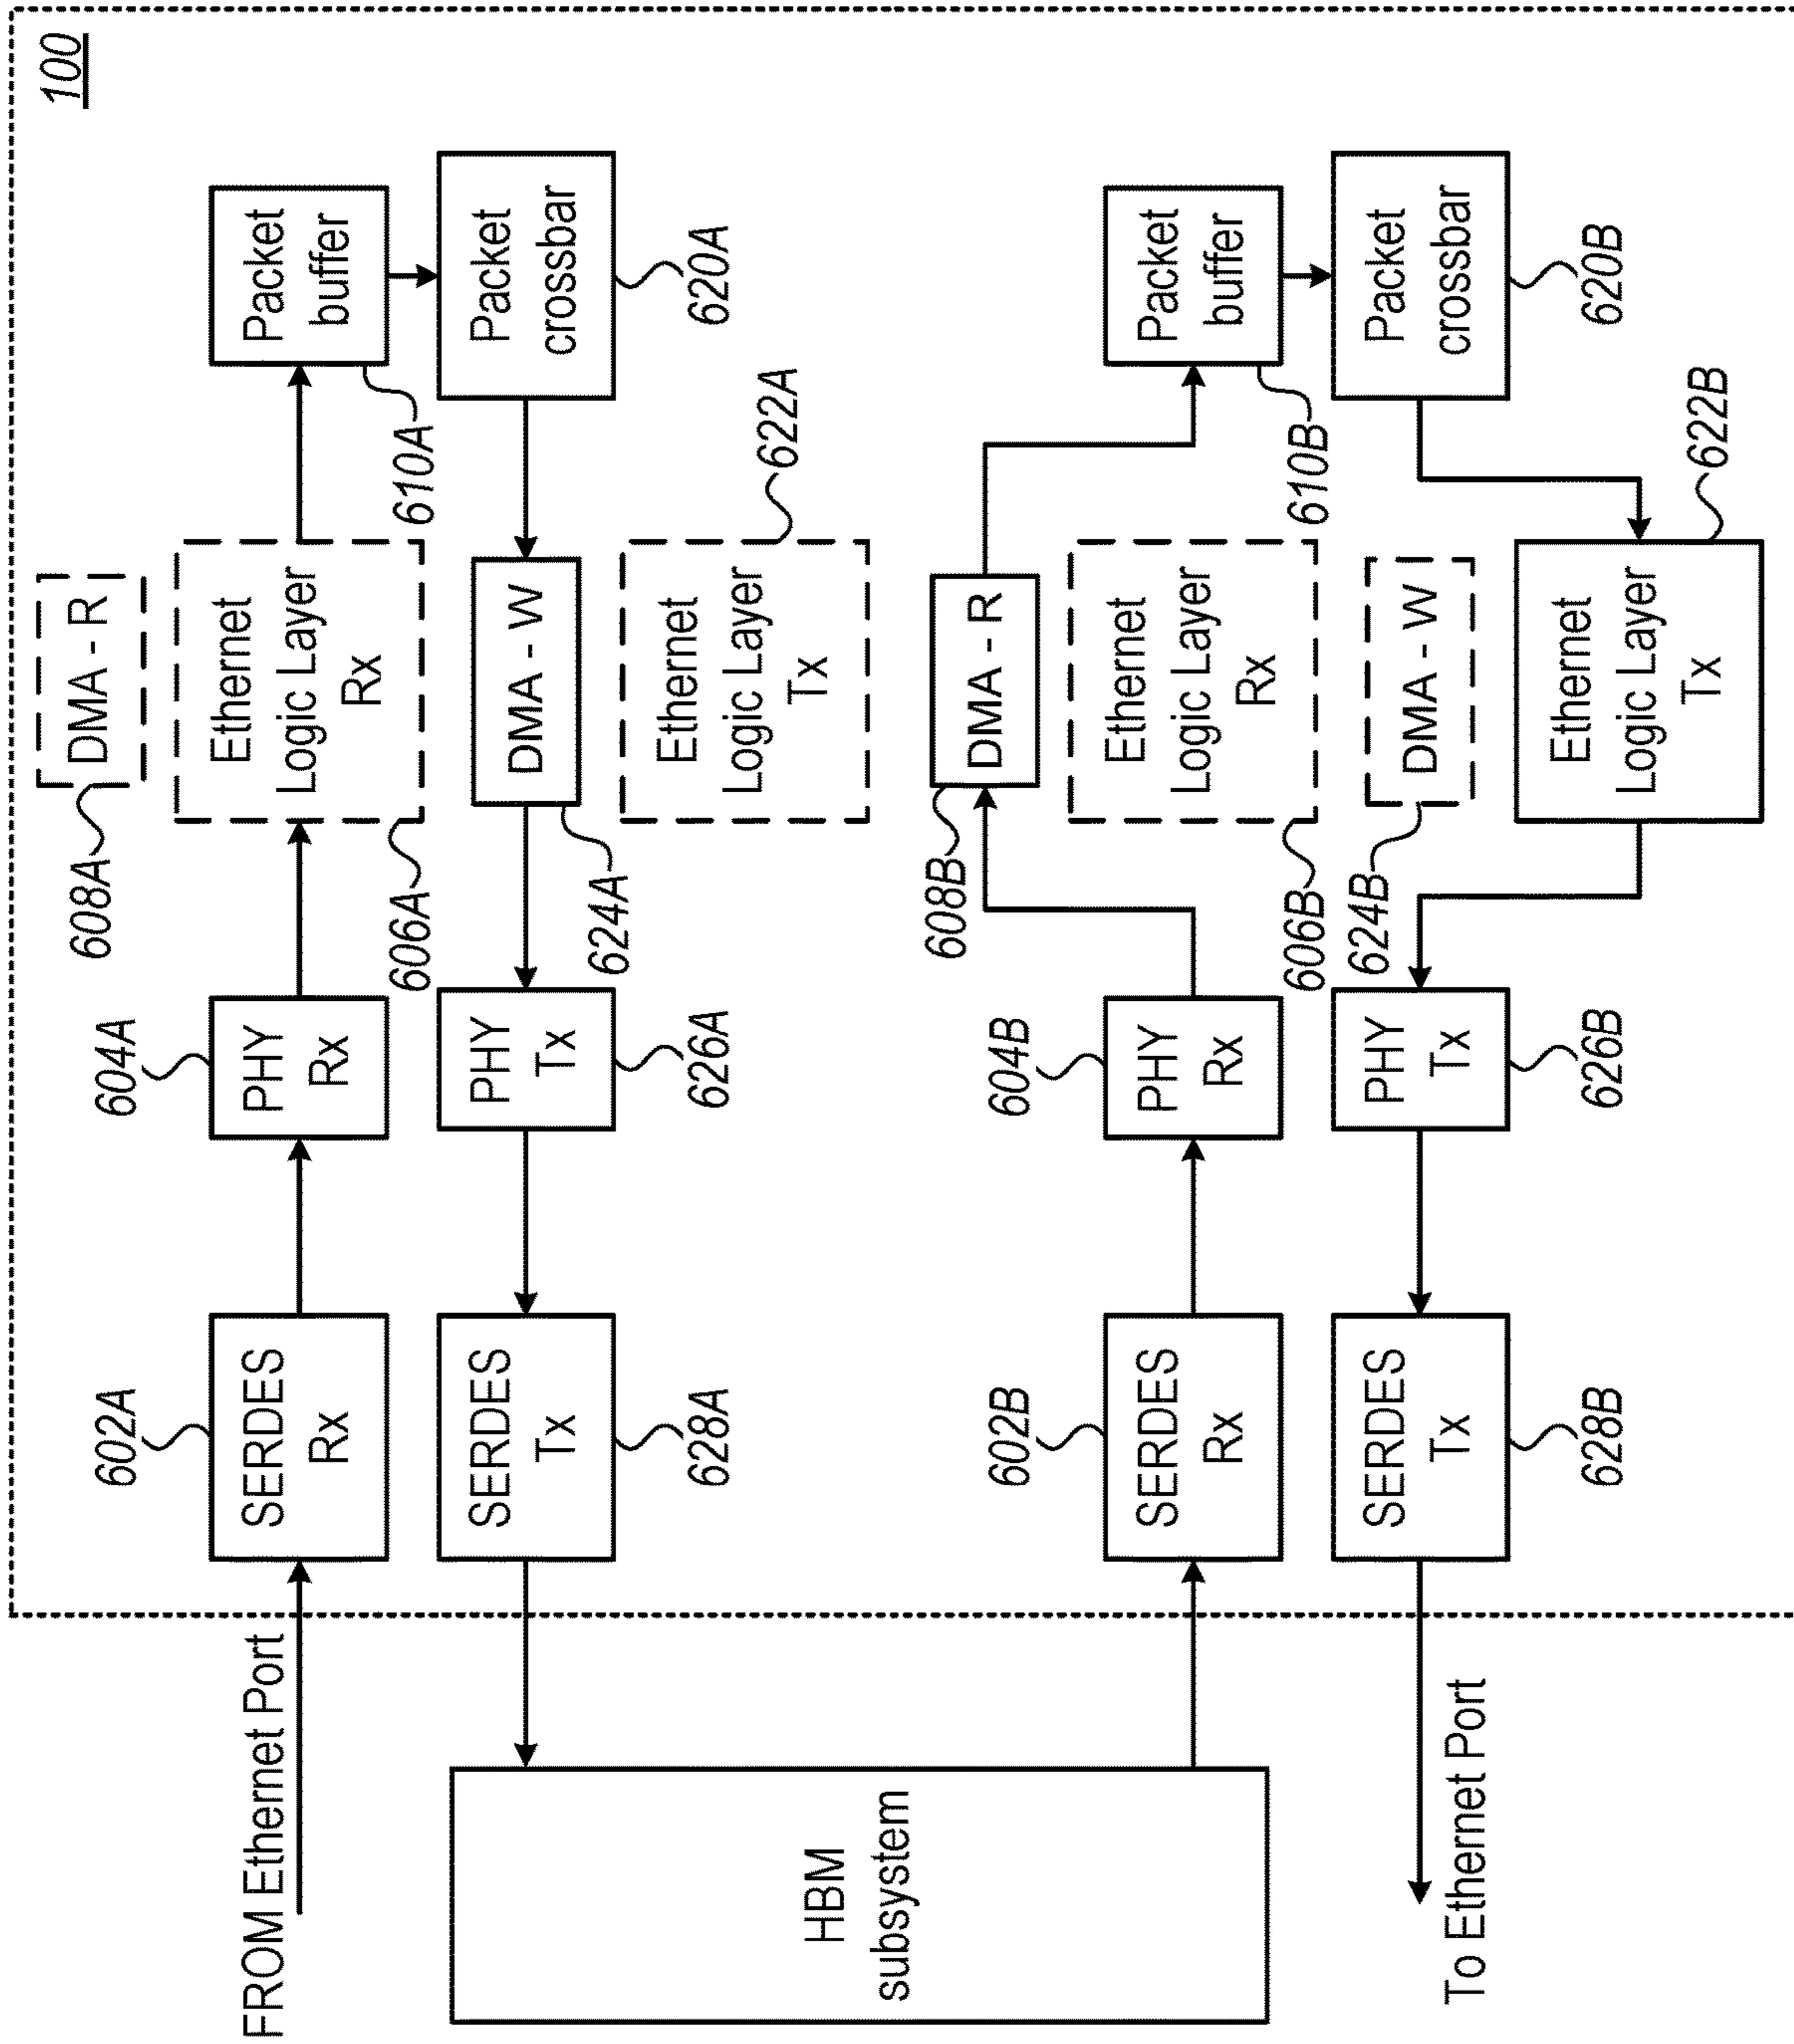 100
FROM Ethernet Port
602A
SERDES
Rx
604A
PHY
Rx
608A
DMA - R
606A
Ethernet
Logic Layer
Rx
610A
Packet
buffer
SERDES
Tx
628A
PHY
Tx
626A
DMA - W
624A
Packet
crossbar
620A
Ethernet
Logic Layer
Tx
622A
HBM
subsystem
602B
SERDES
Rx
604B
PHY
Rx
608B
DMA - R
606B
Ethernet
Logic Layer
Rx
610B
Packet
buffer
To Ethernet Port
SERDES
Tx
628B
PHY
Tx
626B
624B
DMA - W
Packet
crossbar
620B
Ethernet
Logic Layer
Tx
622B